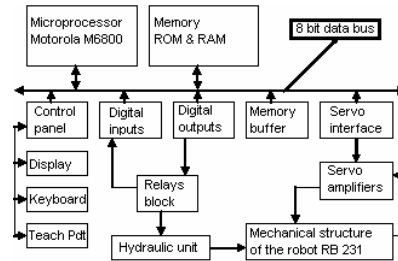 Microprocessor
Motorola M6800
Memory
ROM & RAM
8 bit data bus
Control
panel
Digital
inputs
Digital
outputs
Memory
buffer
Servo
interface
Display
Keyboard
Teach Pdt
Relays
block
Servo
amplifiers
Hydraulic unit
Mechanical structure
of the robot RB 231